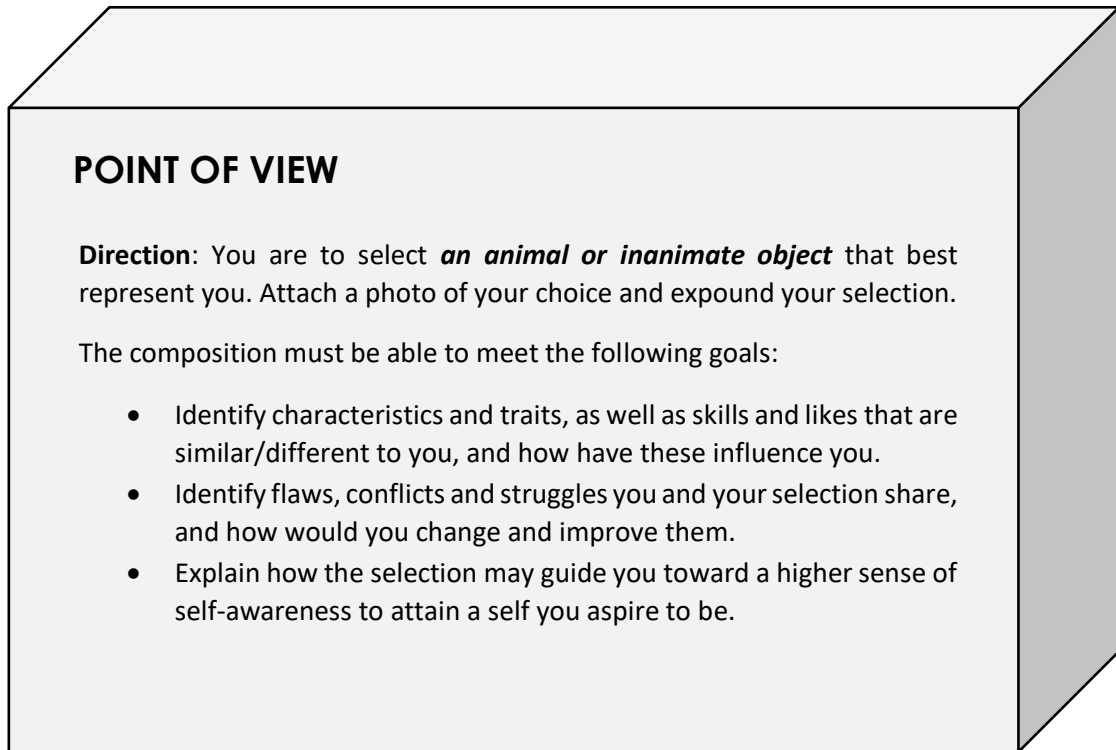 POINT OF VIEW
Direction: You are to select an animal or inanimate object that best
represent you. Attach a photo of your choice and expound your selection.
The composition must be able to meet the following goals:
• Identify characteristics and traits, as well as skills and likes that are
similar/different to you, and how have these influence you.
• Identify flaws, conflicts and struggles you and your selection share,
and how would you change and improve them.
• Explain how the selection may guide you toward a higher sense of
self-awareness to attain a self you aspire to be.